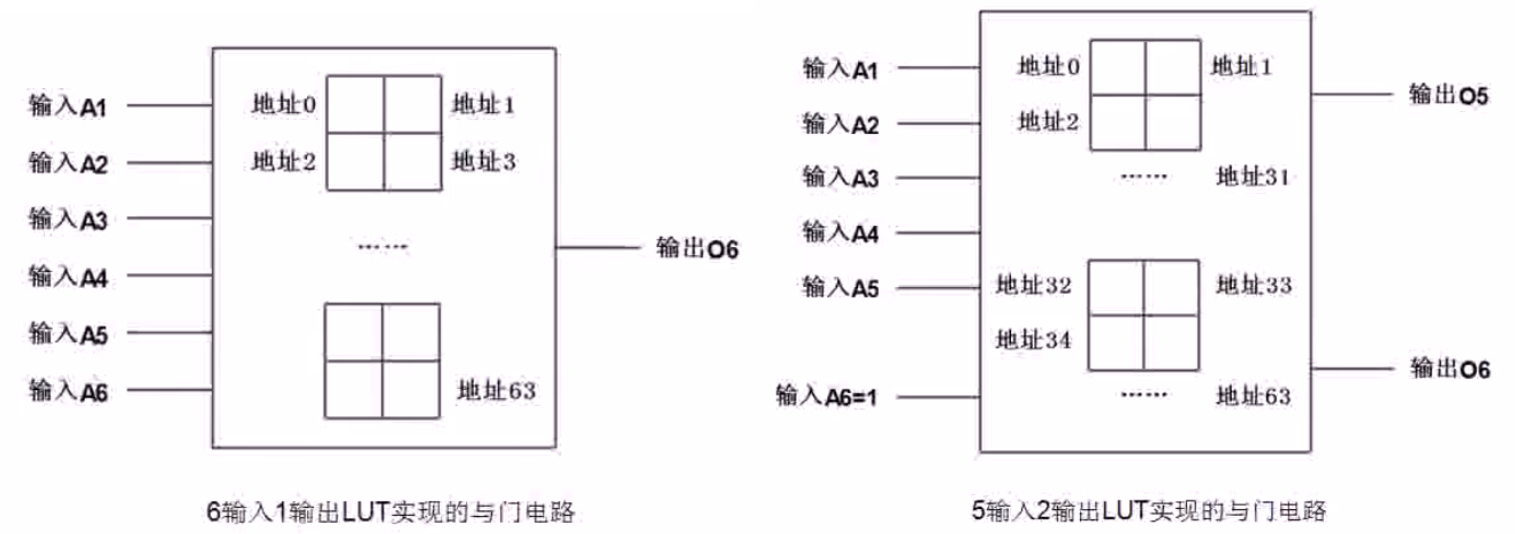 输入A1
地址0
地址1
输入A2
地址2
地址3
输入A3
……
输出O6
输入A4
输入A5
输入A6
地址63
6输入1输出LUT实现的与门电路
输入A1
地址0
地址1
输出O5
输入A2
地址2
输入A3
……
地址31
输入A4
输入A5
地址32
地址33
地址34
输出O6
输入A6=1
……
地址63
5输入2输出LUT实现的与门电路